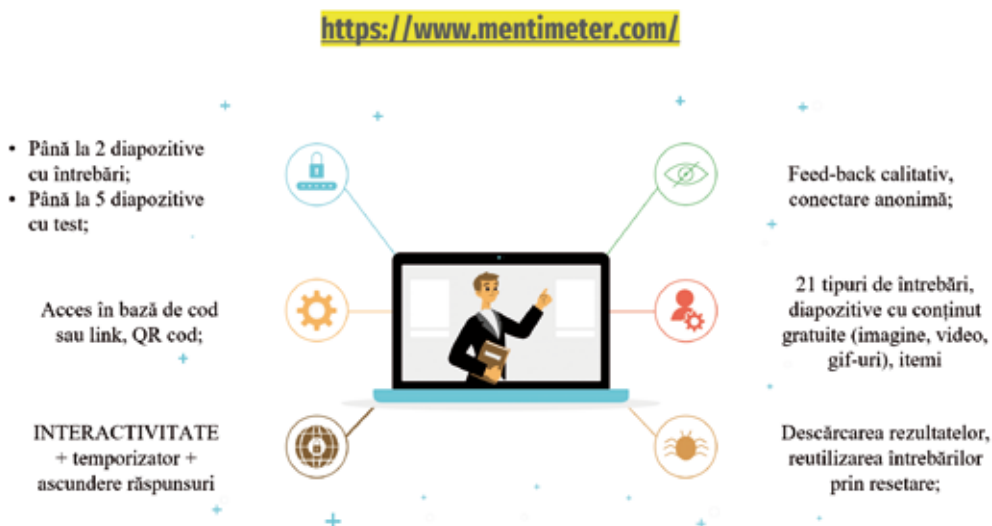 https://www.mentimeter.com/
• Până la 2 diapozitive
cu întrebări;
• Până la 5 diapozitive
cu test;
Acces în bază de cod
sau link, QR cod;
INTERACTIVITATE
+ temporizator +
ascundere răspunsuri
Feed-back calitativ,
conectare anonimă;
21 tipuri de întrebări,
diapozitive cu conținut
gratuite (imagine, video,
gif-uri), itemi
Descărcarea rezultatelor,
reutilizarea întrebărilor
prin resetare;